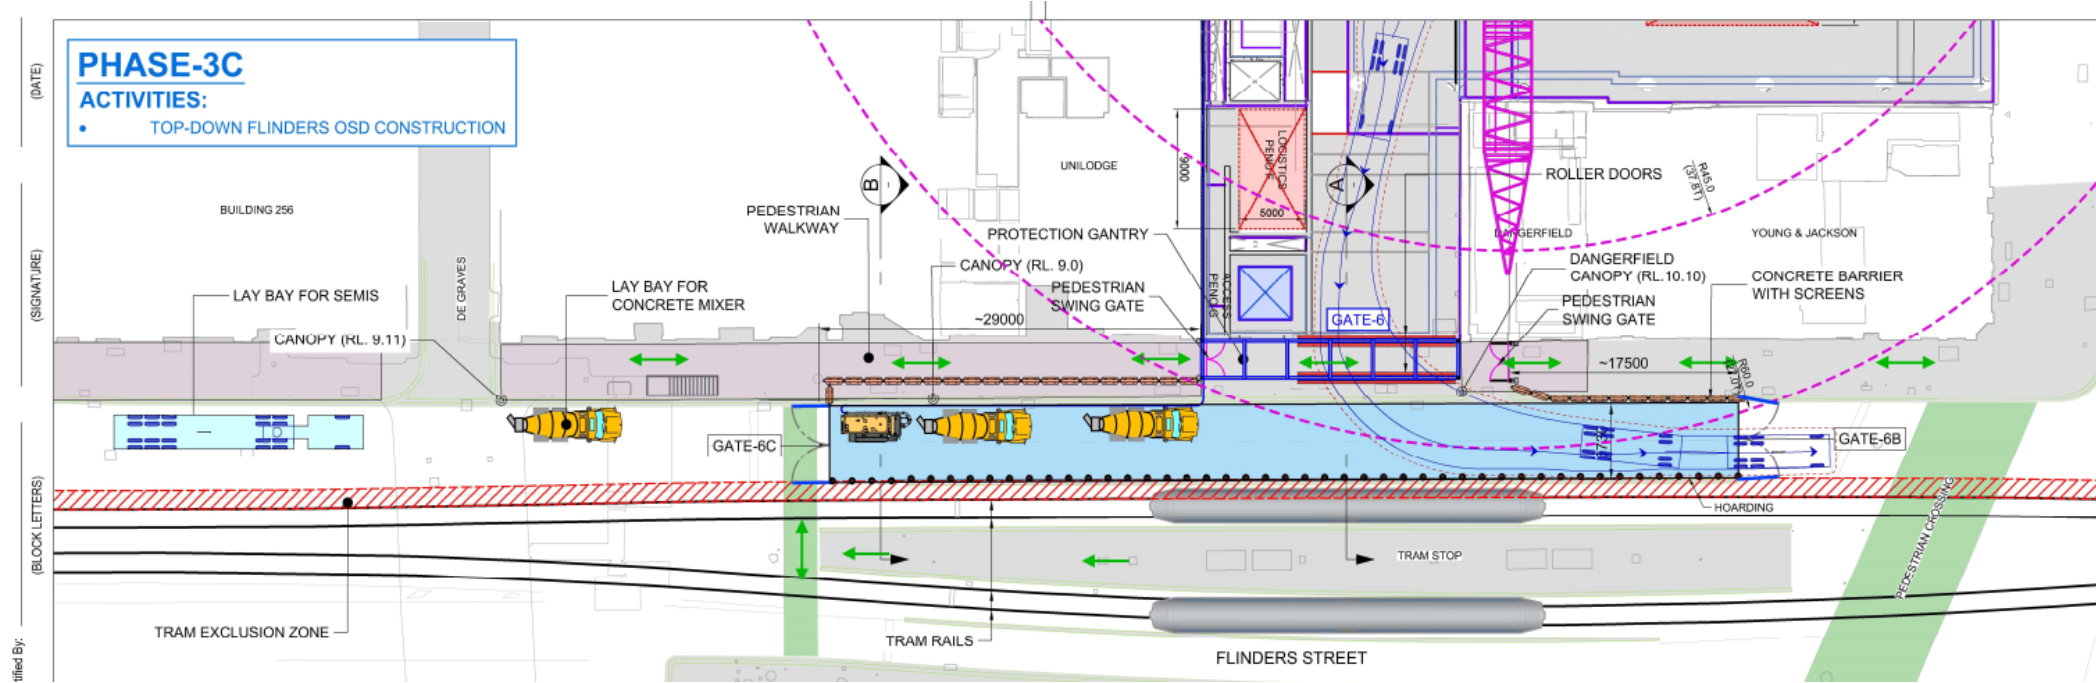 (DATE)
(SIGNATURE)
(BLOCK LETTERS)
tified By:
PHASE-3C
ACTIVITIES:
• TOP-DOWN FLINDERS OSD CONSTRUCTION
BUILDING 256
LAY BAY FOR SEMIS
CANOPY (RL. 9.11)
DE GRAVES
LAY BAY FOR
CONCRETE MIXER
PEDESTRIAN
WALKWAY
B
UNILODGE
PROTECTION GANTRY
CANOPY (RL. 9.0)
PEDESTRIAN
SWING GATE
~29000
9000
LOGISTICS
5000
ACCESS
A
GATE-6
ROLLER DOORS
DANGERFIELD
R45.0
(37.8T)
YOUNG & JACKSON
DANGERFIELD
CANOPY (RL.10.10)
PEDESTRIAN
SWING GATE
CONCRETE BARRIER
WITH SCREENS
~17500
R60.0
GATE-6C
GATE-6B
HOARDING
TRAM STOP
PEDESTRIAN CROSSING
TRAM EXCLUSION ZONE
TRAM RAILS
FLINDERS STREET